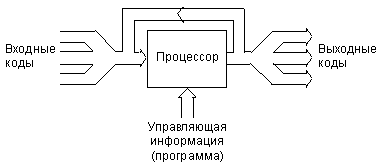 Входные
коды
Процессор
Выходные
коды
Управляющая
информация
(программа)